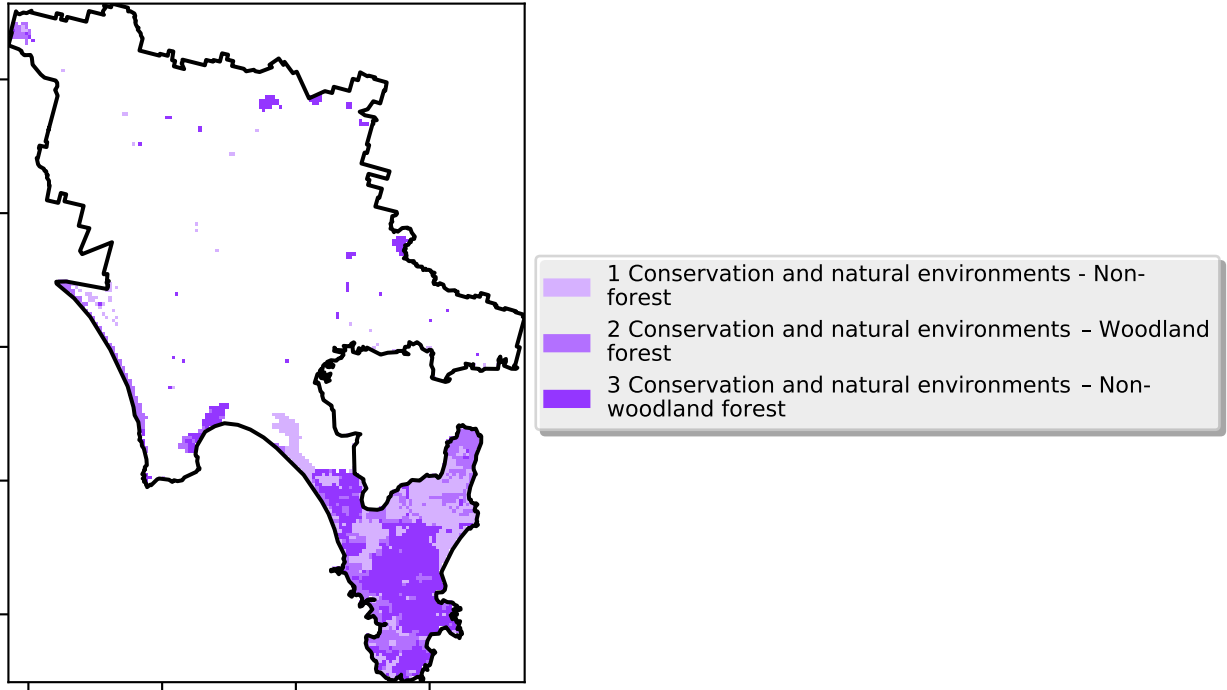 1 Conservation and natural environments - Non-
forest
2 Conservation and natural environments – Woodland
forest
3 Conservation and natural environments – Non-
woodland forest